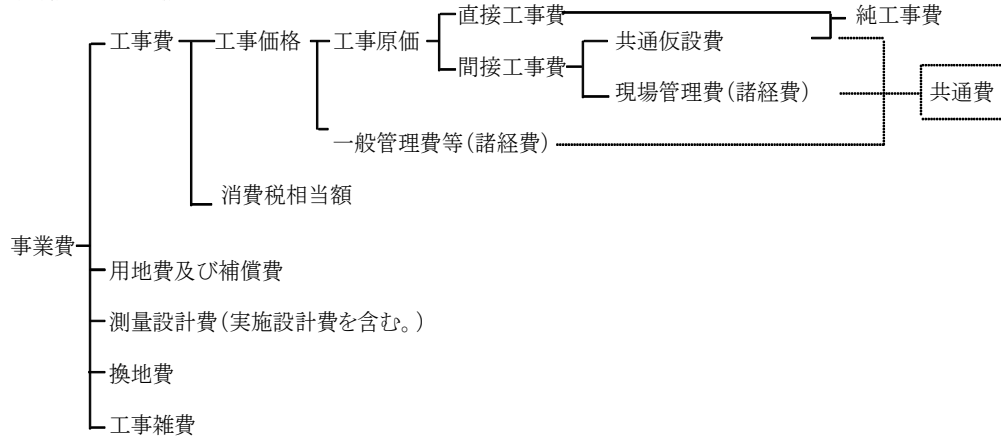 直接工事費 純工事費
工事費 工事価格 工事原価 共通仮設費
間接工事費
現場管理費(諸経費) 共通費
一般管理費等(諸経費)
消費税相当額
事業費
用地費及び補償費
測量設計費(実施設計費を含む。)
換地費
工事雑費